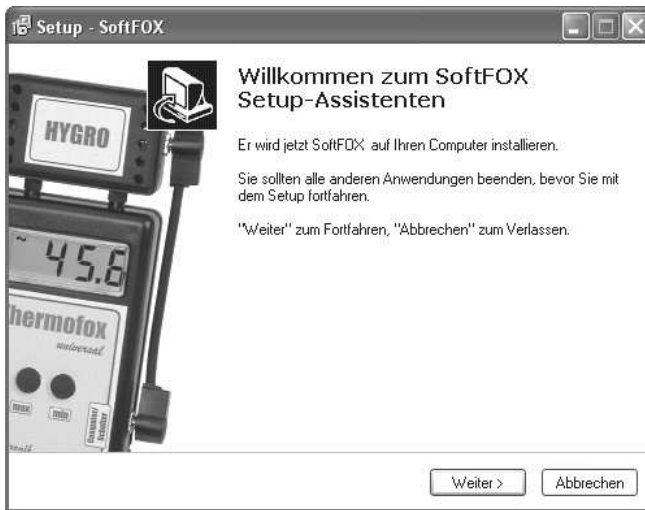 Setup - SoftFOX
Willkommen zum SoftFOX
Setup-Assistenten
Er wird jetzt SoftFOX auf Ihren Computer installieren.
Sie sollten alle anderen Anwendungen beenden, bevor Sie mit
dem Setup fortfahren.
"Weiter" zum Fortfahren, "Abbrechen" zum Verlassen.
HYGRO
~ 45.6
hermofox
universal
max
min
Weiter >
Abbrechen